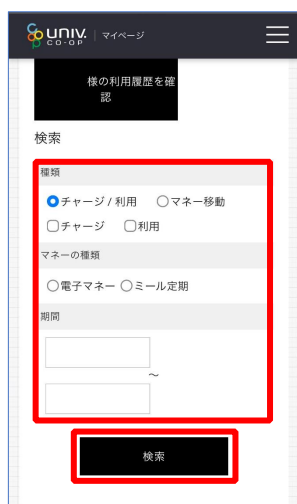 UNIV. CO-OP | マイページ
様の利用履歴を確
認
検索
種類
チャージ / 利用 マネー移動
チャージ 利用
マネーの種類
電子マネー ミール定期
期間
～
検索